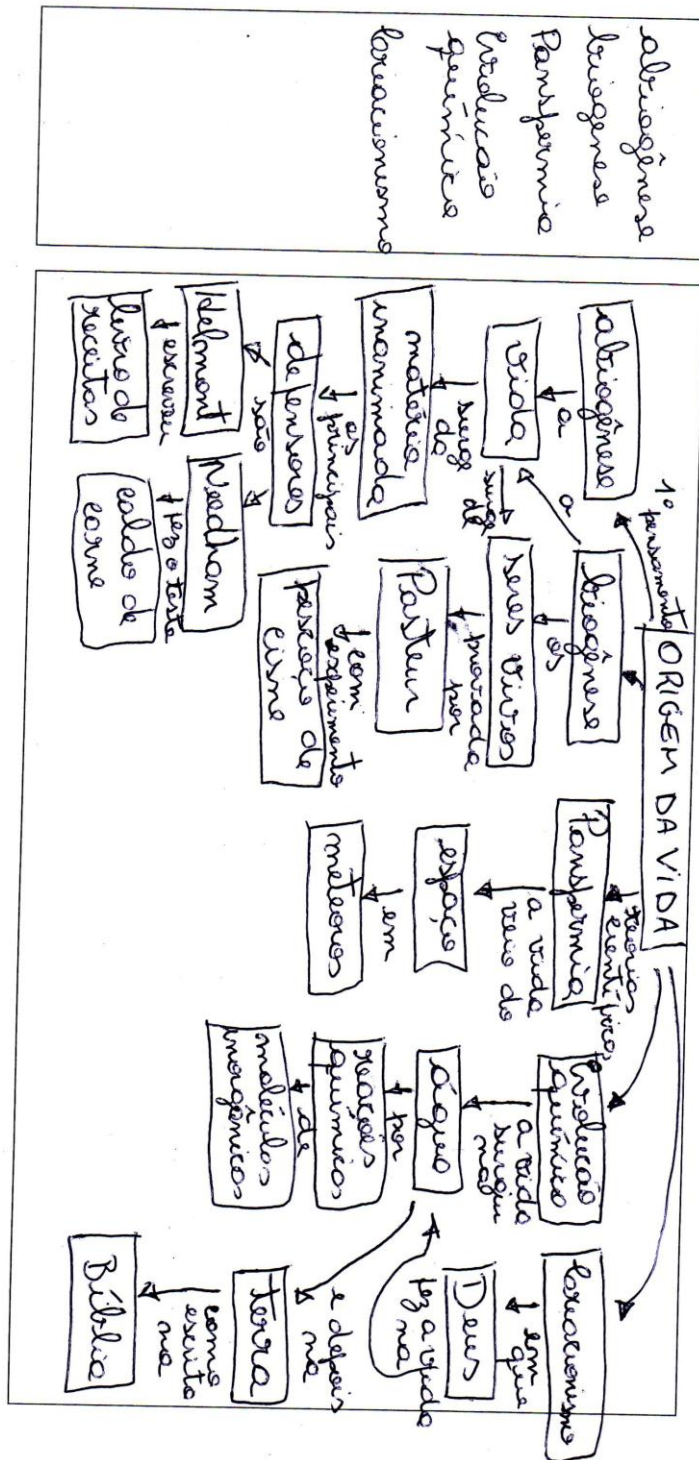 abiogênese
biogênese
Panspermia
Evolução
química
Criacionismo
ORIGEM DA VIDA
1º pensamento
abiogênese
a
vida
surge da
matéria
inanimada
os
principais
defensores
são
Helmont
escreveu
livro de
receitas
Needham
fez o teste
caldo de
carne
biogênese
a
surge
de
os
seres vivos
provada
por
Pasteur
com
experimento
pescoço de
cisne
teorias
científicas
Panspermia
a vida
veio do
espaço
em
meteoros
Evolução
química
a vida
surgiu
na
água
por
reações
químicas
de
moléculas
inorgânicas
Criacionismo
em que
Deus
fez a vida
na
e depois
na
terra
como
escrito
na
Bíblia